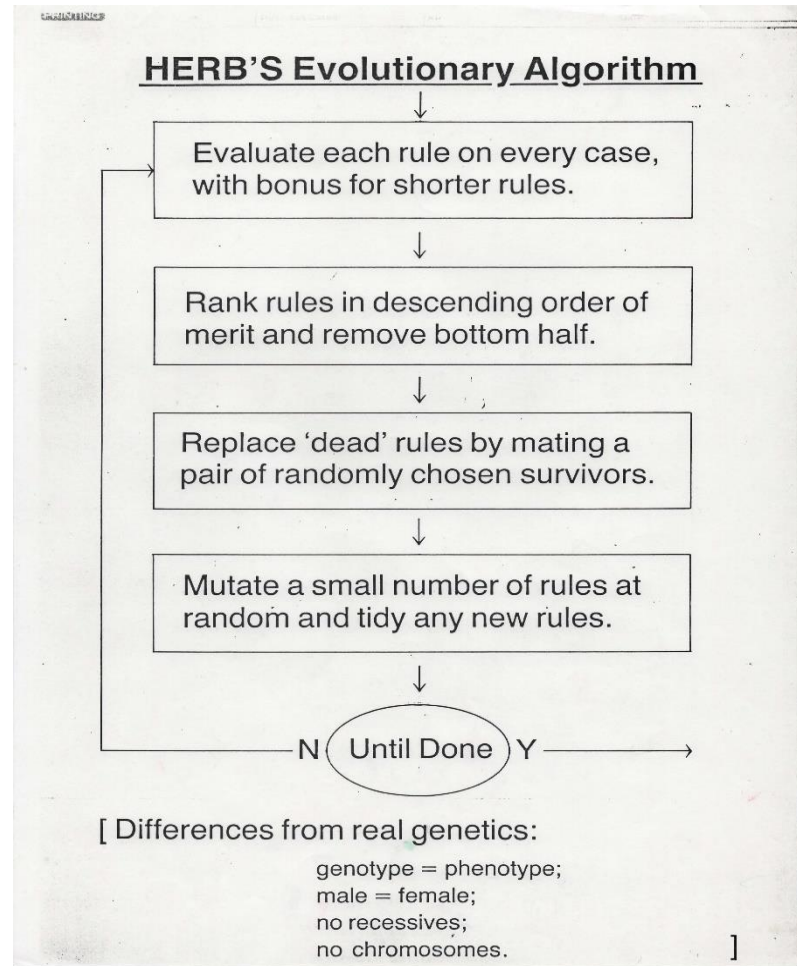 PRINTING
HERB'S Evolutionary Algorithm
Evaluate each rule on every case,
with bonus for shorter rules.
Rank rules in descending order of
merit and remove bottom half.
Replace ‘dead’ rules by mating a
pair of randomly chosen survivors.
Mutate a small number of rules at
random and tidy any new rules.
N Until Done Y
[ Differences from real genetics:
genotype = phenotype;
male = female;
no recessives;
no chromosomes. ]